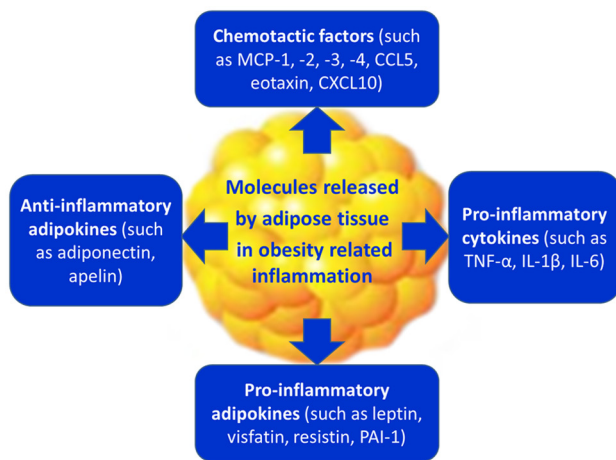 Chemotactic factors (such
as MCP-1, -2, -3, -4, CCL5,
eotaxin, CXCL10)
Molecules released
by adipose tissue
in obesity related
inflammation
Anti-inflammatory
adipokines (such
as adiponectin,
apelin)
Pro-inflammatory
cytokines (such as
TNF-α, IL-1β, IL-6)
Pro-inflammatory
adipokines (such as leptin,
visfatin, resistin, PAI-1)